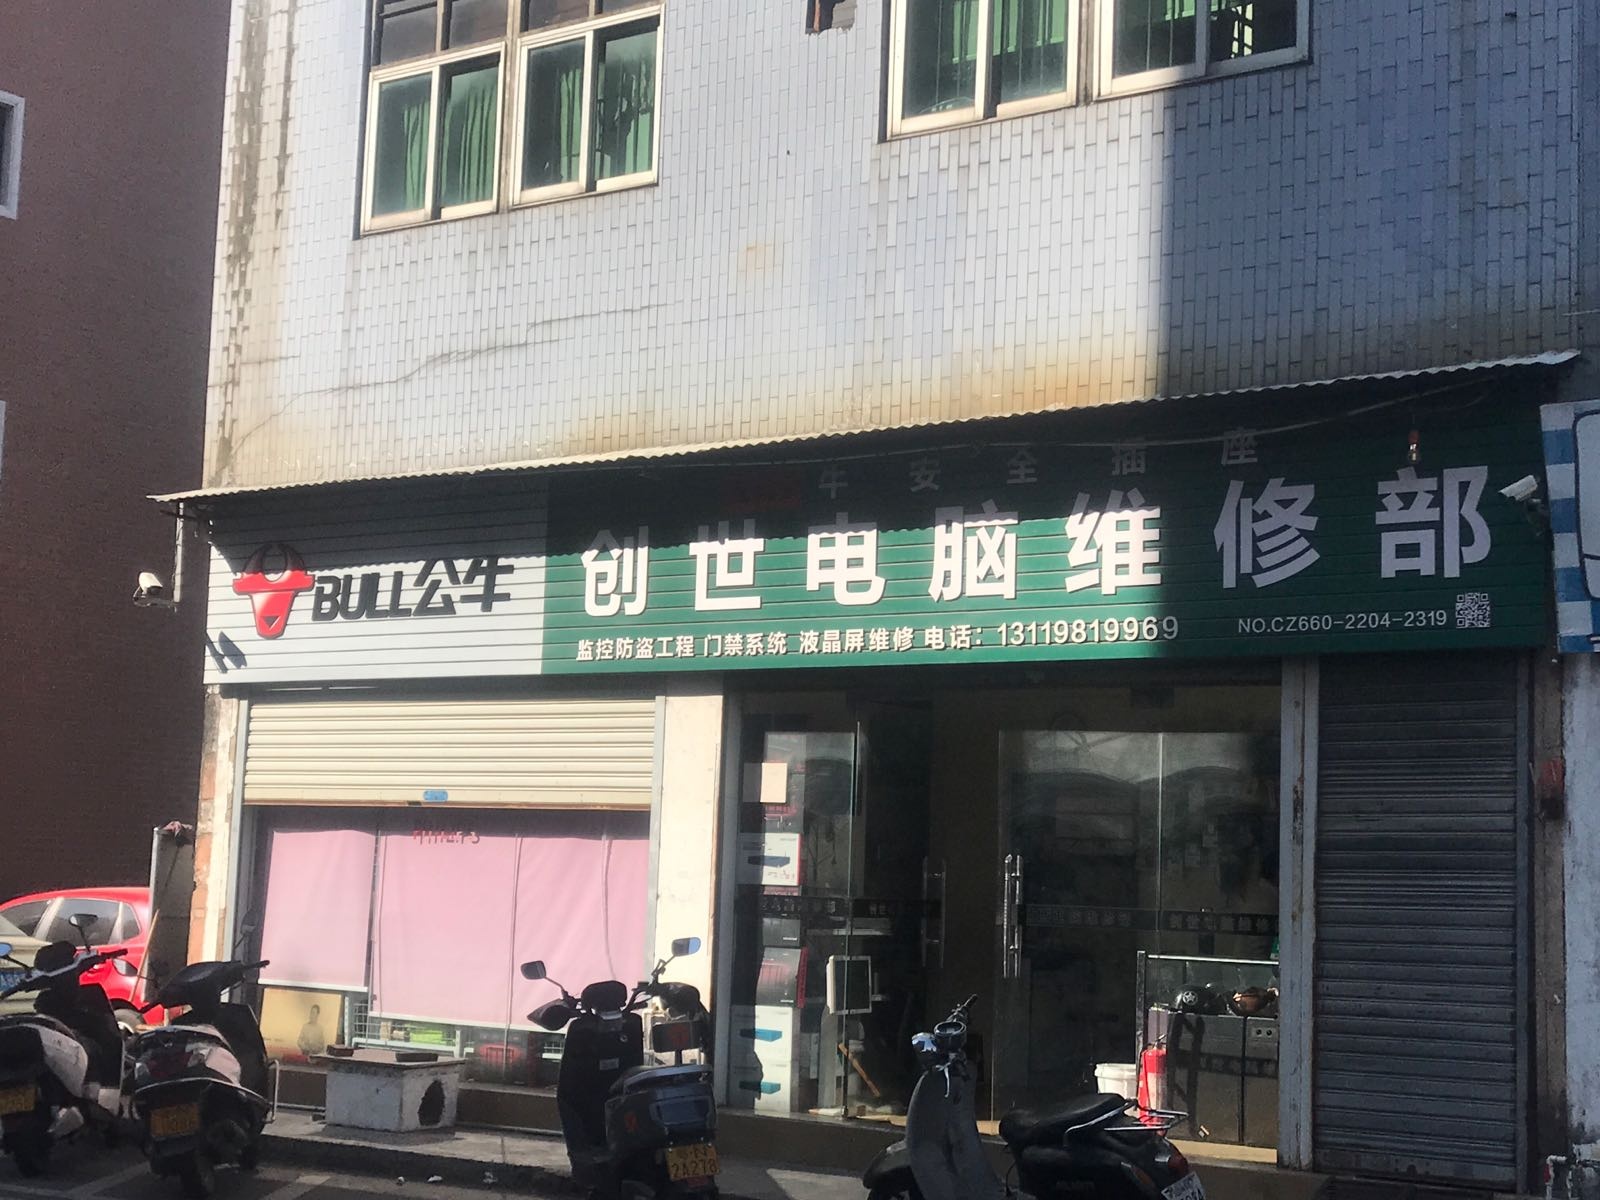 牛安全插座
BULL公牛
创世电脑维修部
监控防盗工程 门禁系统 液晶屏维修 电话：13119819969
NO.CZ660-2204-2319
2A278